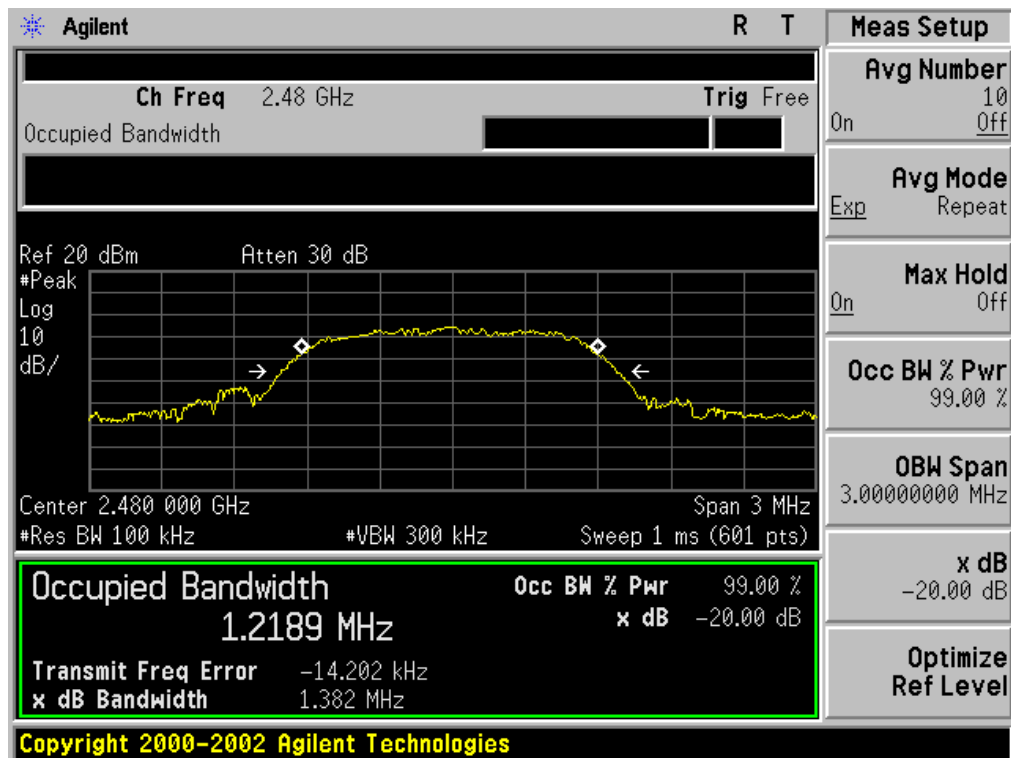 Agilent R T
Ch Freq 2.48 GHz Trig Free
Occupied Bandwidth
Ref 20 dBm Atten 30 dB
#Peak
Log
10
dB/
Center 2.480 000 GHz Span 3 MHz
#Res BW 100 kHz #VBW 300 kHz Sweep 1 ms (601 pts)
Occupied Bandwidth Occ BW % Pwr 99.00 %
1.2189 MHz x dB -20.00 dB
Transmit Freq Error -14.202 kHz
x dB Bandwidth 1.382 MHz
Copyright 2000-2002 Agilent Technologies
Meas Setup
Avg Number
10
On Off
Avg Mode
Exp Repeat
Max Hold
On Off
Occ BW % Pwr
99.00 %
OBW Span
3.00000000 MHz
x dB
-20.00 dB
Optimize
Ref Level